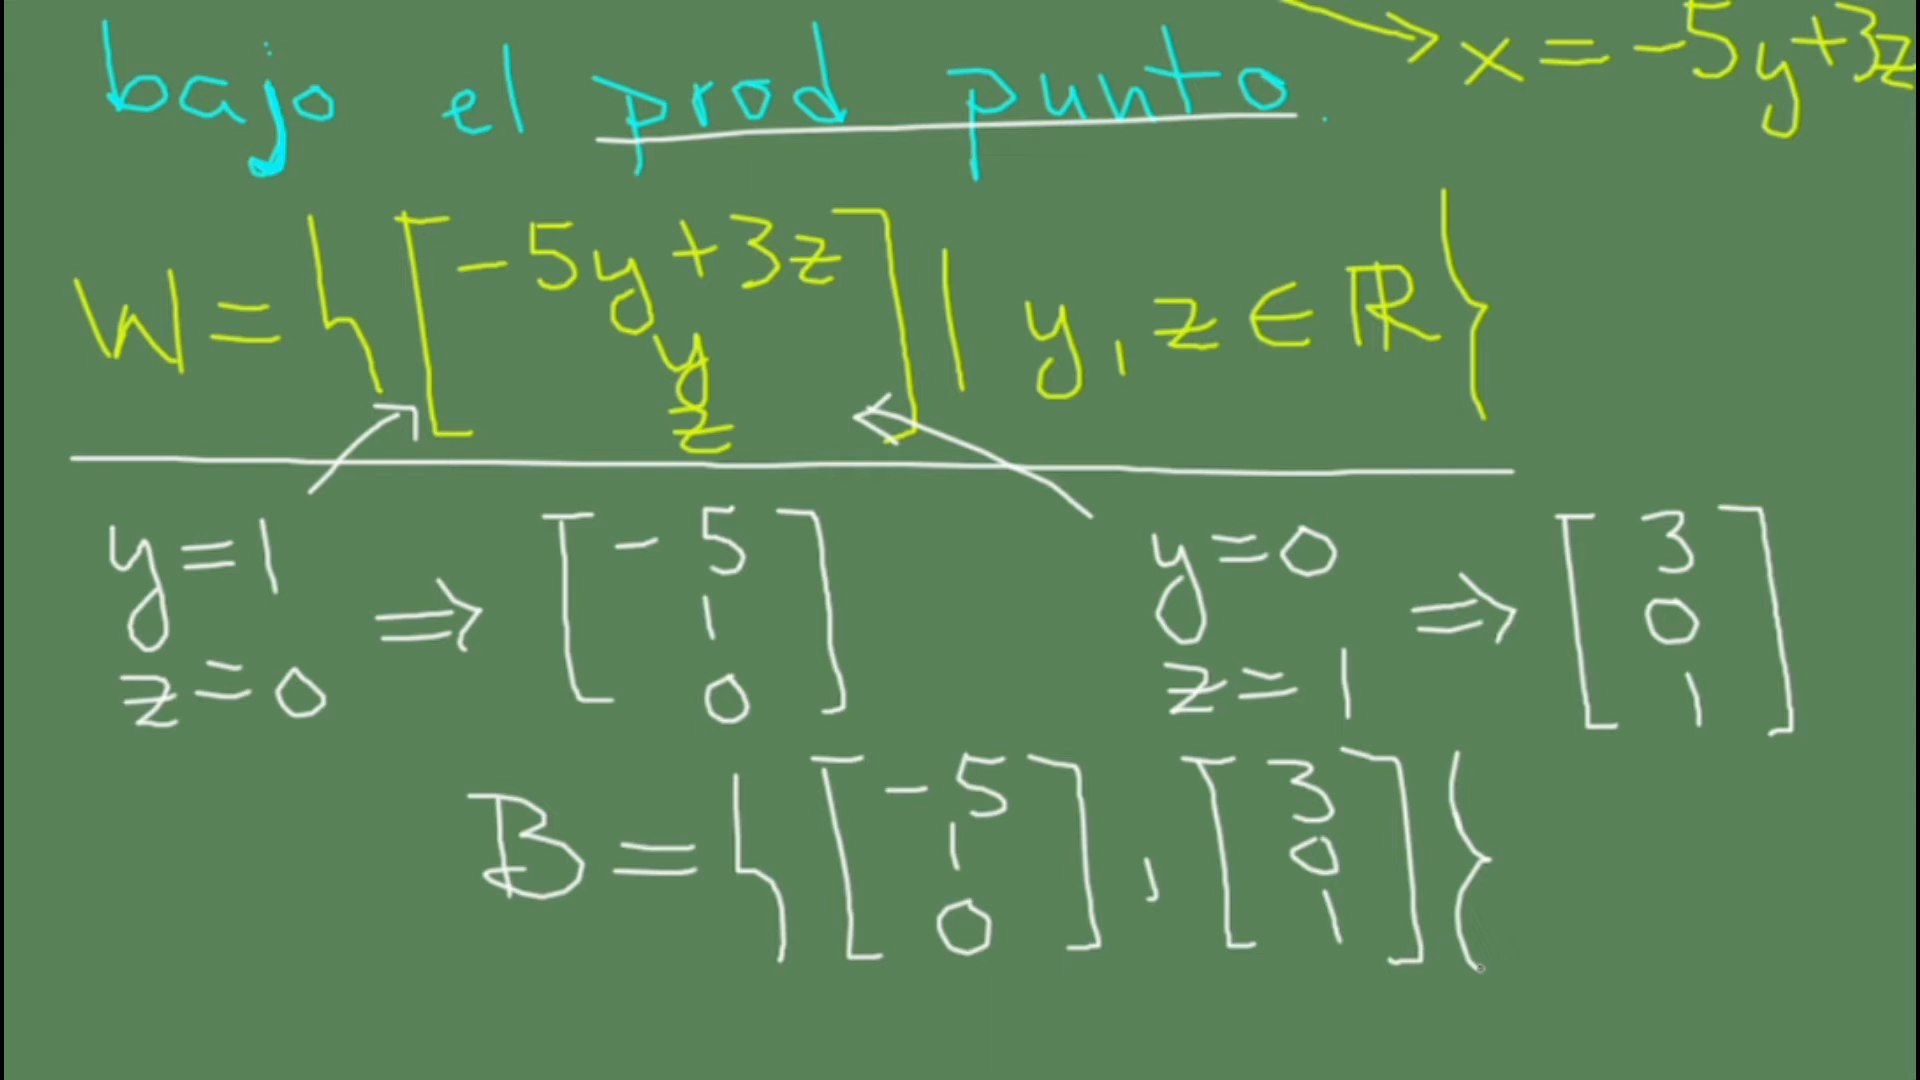 bajo el prod punto.
x = -5y+3z
W = { [ -5y+3z
y
z ] | y, z ∈ ℝ }
y=1
z=0
⇒ [ -5
1
0 ]
y=0
z=1
⇒ [ 3
0
1 ]
B = { [ -5
1
0 ] , [ 3
0
1 ] }